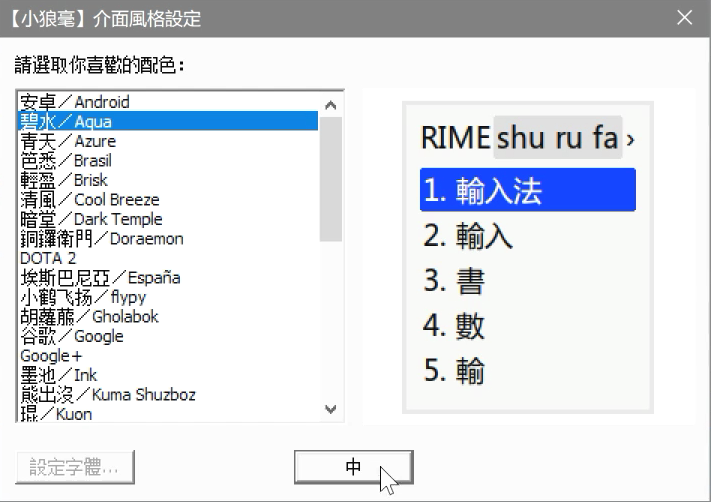 【小狼毫】介面風格設定
請選取你喜歡的配色：
安卓／Android
碧水／Aqua
青天／Azure
笆悉／Brasil
輕盈／Brisk
清風／Cool Breeze
暗堂／Dark Temple
銅鑼衛門／Doraemon
DOTA 2
埃斯巴尼亞／España
小鹤飞扬／flypy
胡蘿蔔／Gholabok
谷歌／Google
Google+
墨池／Ink
熊出沒／Kuma Shuzboz
琨／Kuon
RIME shu ru fa ›
1. 輸入法
2. 輸入
3. 書
4. 數
5. 輸
設定字體...
中